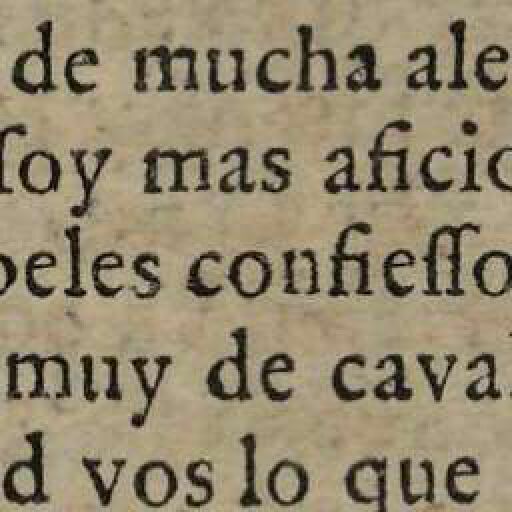 de mucha ale
ſoy mas aficio
peles confieſſo
muy de caval
d vos lo que